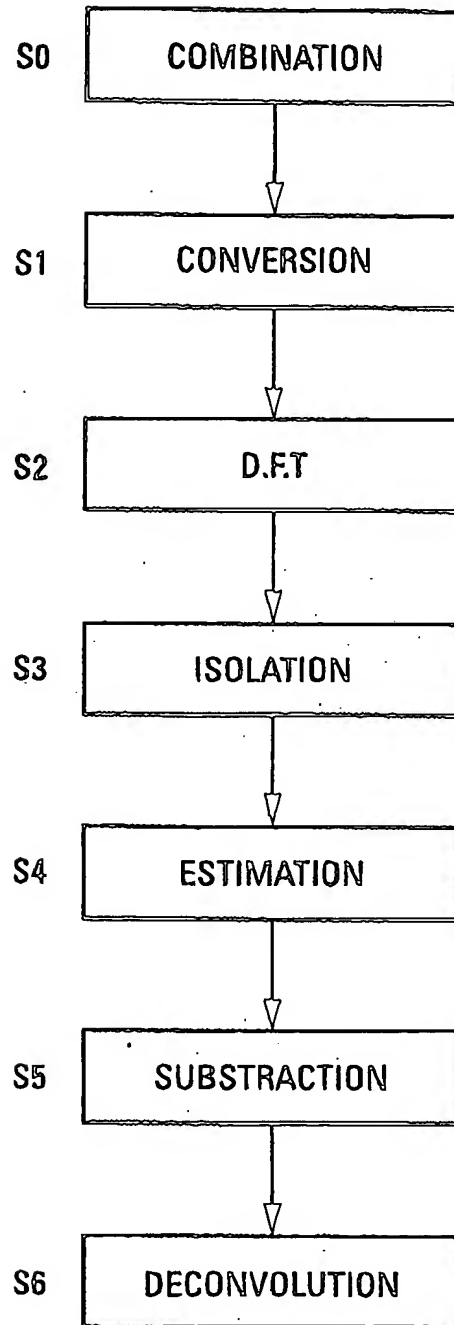 S0 COMBINATION
S1 CONVERSION
S2 D.F.T
S3 ISOLATION
S4 ESTIMATION
S5 SUBSTRACTION
S6 DECONVOLUTION